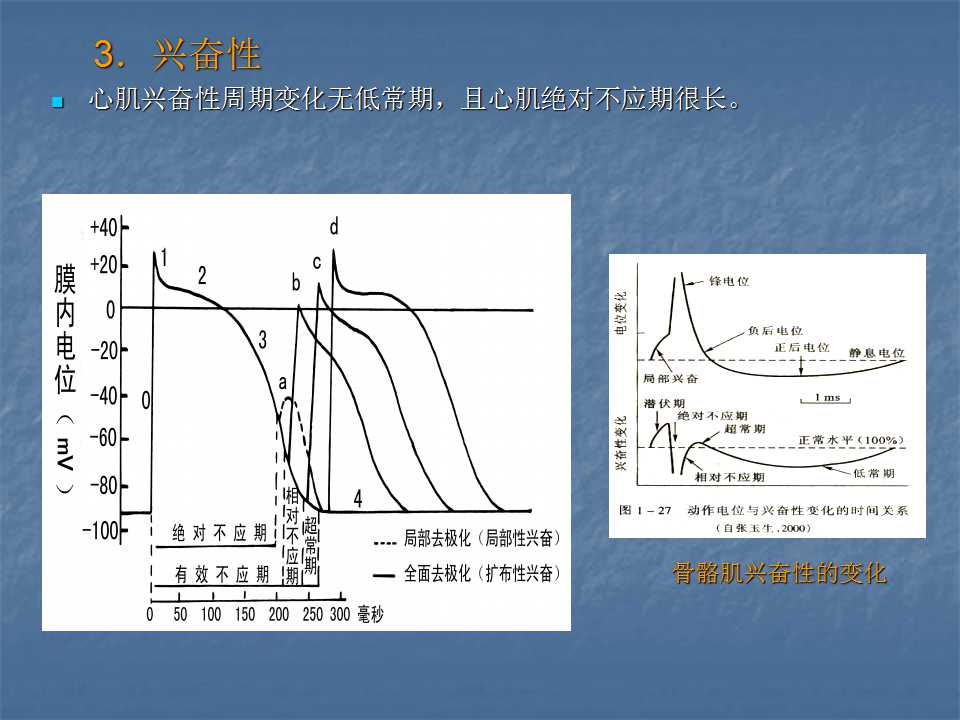 3．兴奋性
心肌兴奋性周期变化无低常期，且心肌绝对不应期很长。
膜内电位（mV）
+40
+20
0
-20
-40
-60
-80
-100
0
1
2
3
4
a
b
c
d
绝对不应期
有效不应期
相对不应期
超常期
局部去极化（局部性兴奋）
全面去极化（扩布性兴奋）
0 50 100 150 200 250 300 毫秒
电位变化
锋电位
负后电位
正后电位
静息电位
局部兴奋
1 ms
兴奋性变化
潜伏期
绝对不应期
超常期
正常水平（100%）
相对不应期
低常期
图 1－27 动作电位与兴奋性变化的时间关系
（自张玉生，2000）
骨骼肌兴奋性的变化